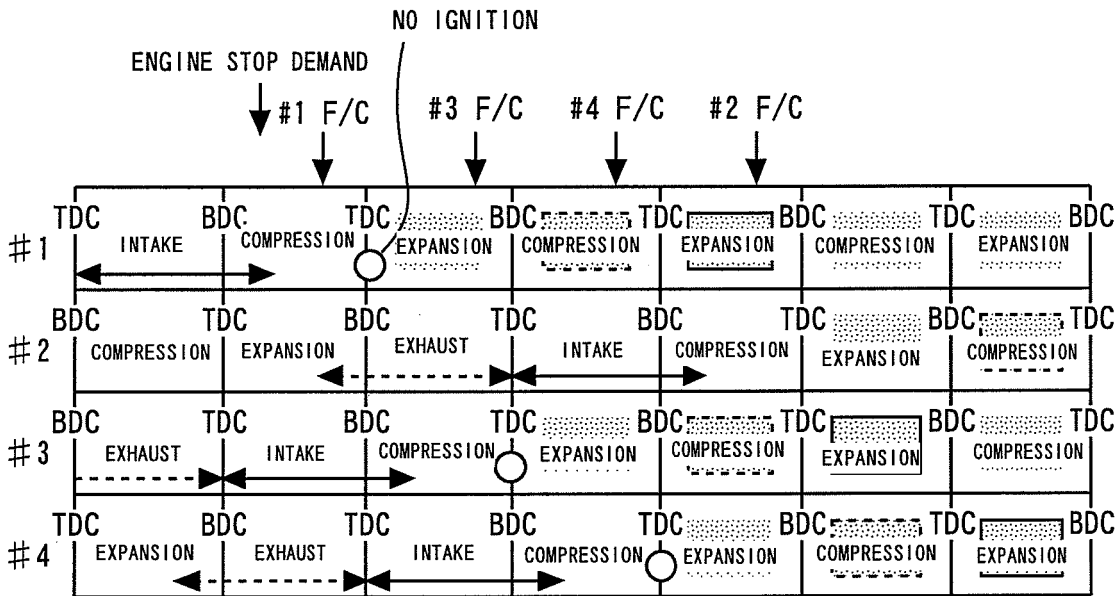 NO IGNITION
ENGINE STOP DEMAND
#1 F/C #3 F/C #4 F/C #2 F/C
TDC BDC TDC BDC TDC BDC TDC BDC
#1 INTAKE COMPRESSION EXPANSION COMPRESSION EXPANSION COMPRESSION EXPANSION
BDC TDC BDC TDC BDC TDC BDC TDC
#2 COMPRESSION EXPANSION EXHAUST INTAKE COMPRESSION EXPANSION COMPRESSION
BDC TDC BDC TDC BDC TDC BDC TDC
#3 EXHAUST INTAKE COMPRESSION EXPANSION COMPRESSION EXPANSION COMPRESSION
TDC BDC TDC BDC TDC BDC TDC BDC
#4 EXPANSION EXHAUST INTAKE COMPRESSION EXPANSION COMPRESSION EXPANSION